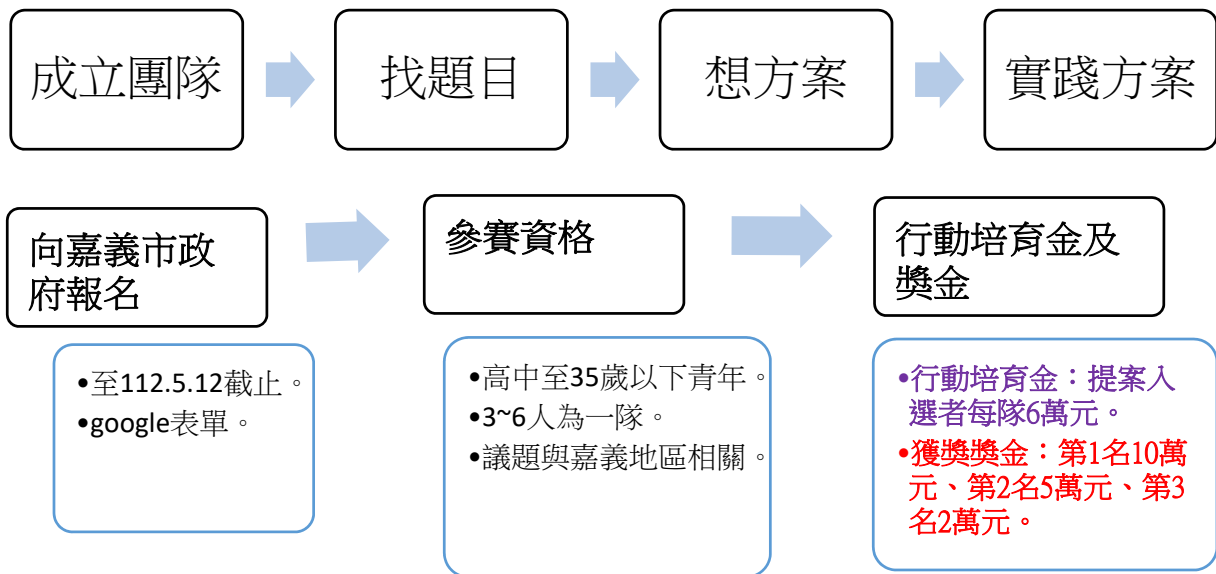 成立團隊
找題目
想方案
實踐方案
向嘉義市政
府報名
參賽資格
行動培育金及
獎金
•至112.5.12截止。
•google表單。
•高中至35歲以下青年。
•3~6人為一隊。
•議題與嘉義地區相關。
•行動培育金：提案入
選者每隊6萬元。
•獲獎獎金：第1名10萬
元、第2名5萬元、第3
名2萬元。